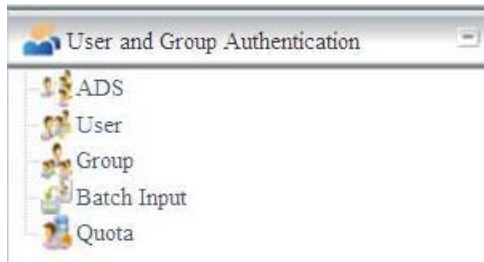 User and Group Authentication
ADS
User
Group
Batch Input
Quota